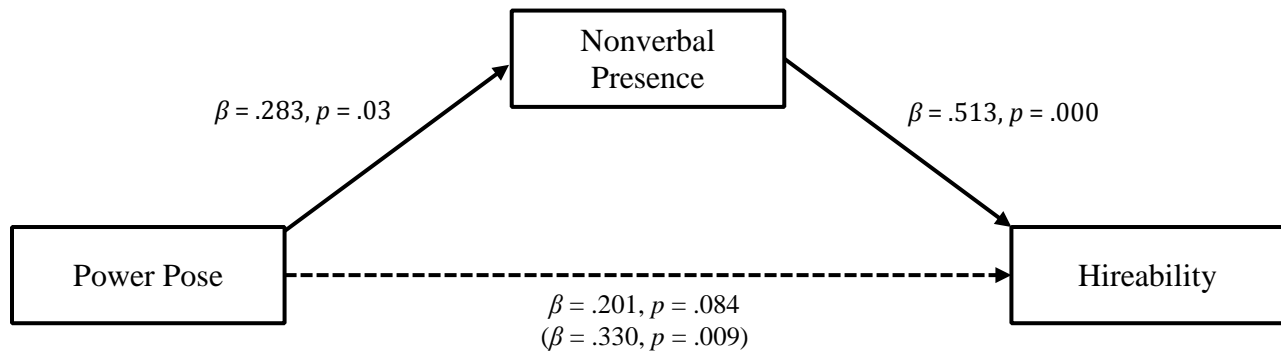 Nonverbal
Presence
β = .283, p = .03
β = .513, p = .000
Power Pose
Hireability
β = .201, p = .084
(β = .330, p = .009)